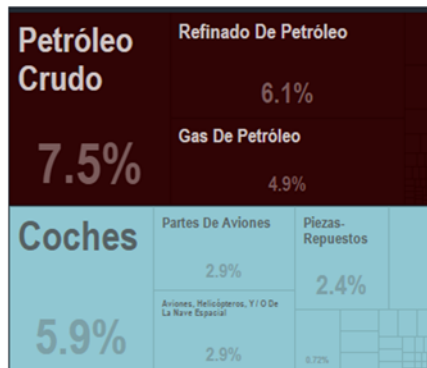 Petróleo
Crudo
7.5%
Refinado De Petróleo
6.1%
Gas De Petróleo
4.9%
Coches
5.9%
Partes De Aviones
2.9%
Aviones, Helicópteros, Y / O De
La Nave Espacial
2.9%
Piezas-
Repuestos
2.4%
0.72%